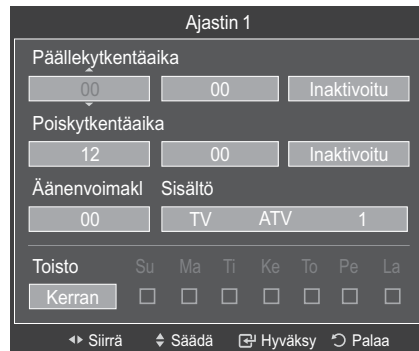 Ajastin 1
Päällekytkentäaika
00 00 Inaktivoitu
Poiskytkentäaika
12 00 Inaktivoitu
Äänenvoimakl Sisältö
00 TV ATV 1
Toisto Su Ma Ti Ke To Pe La
Kerran
Siirrä Säädä Hyväksy Palaa